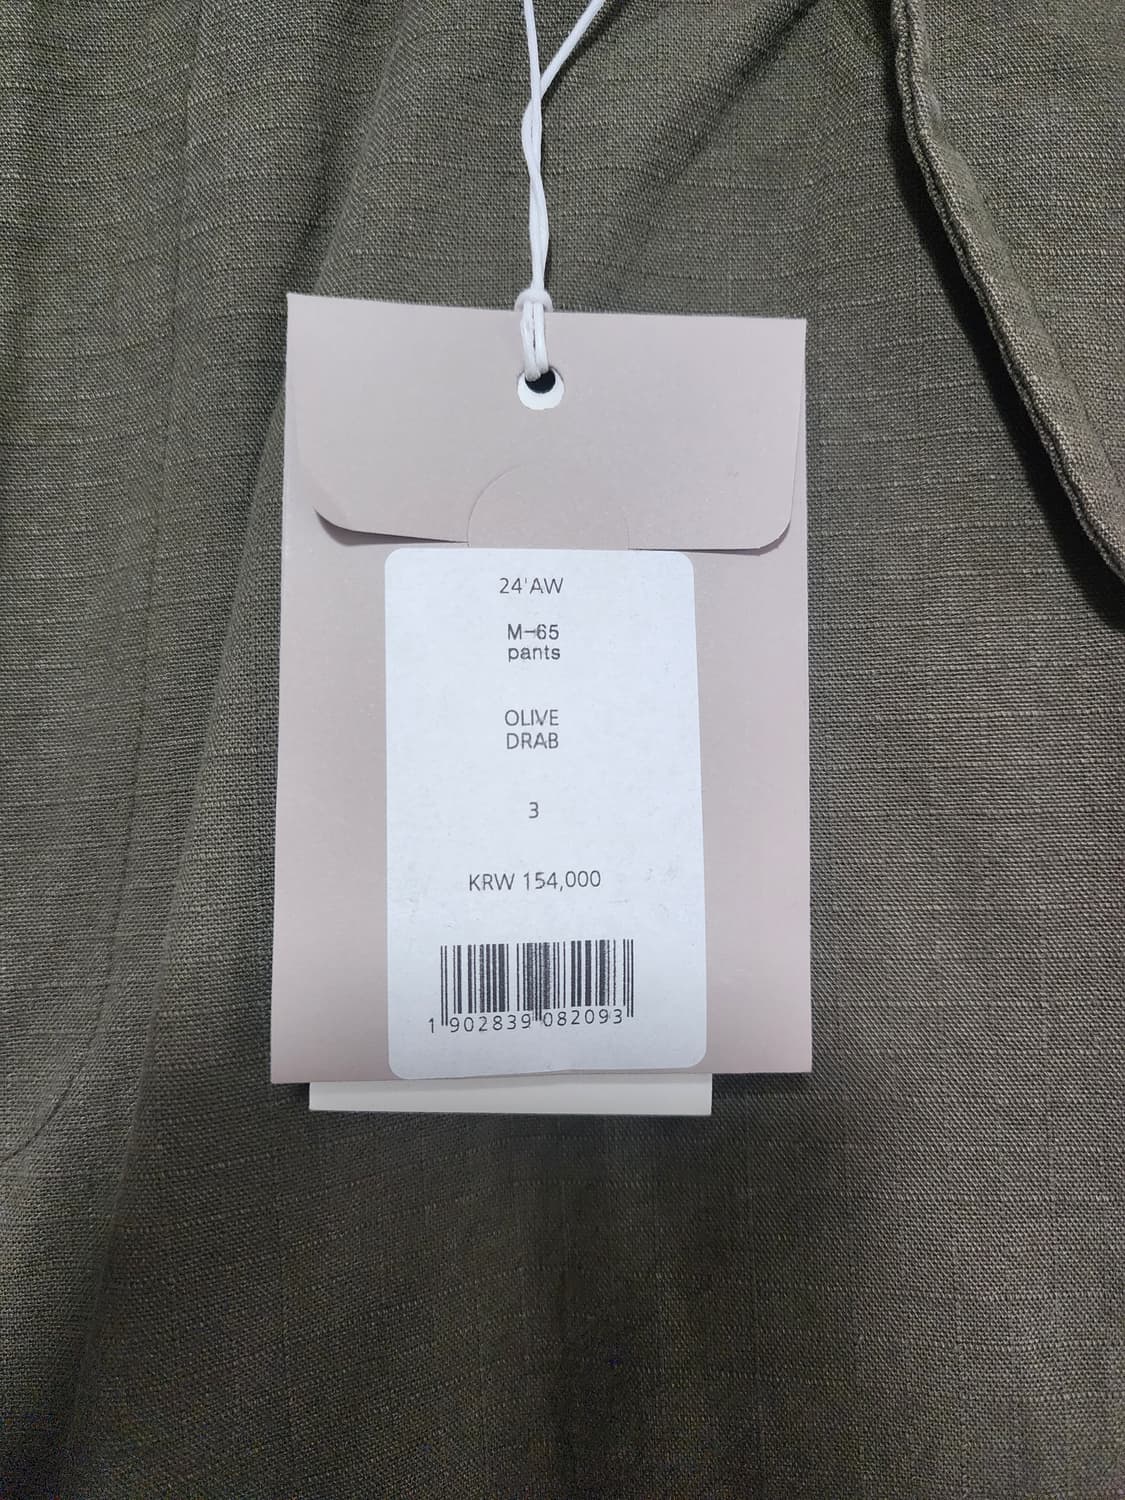 24'AW
M-65
pants
OLIVE
DRAB
3
KRW 154,000
1 902839 082093